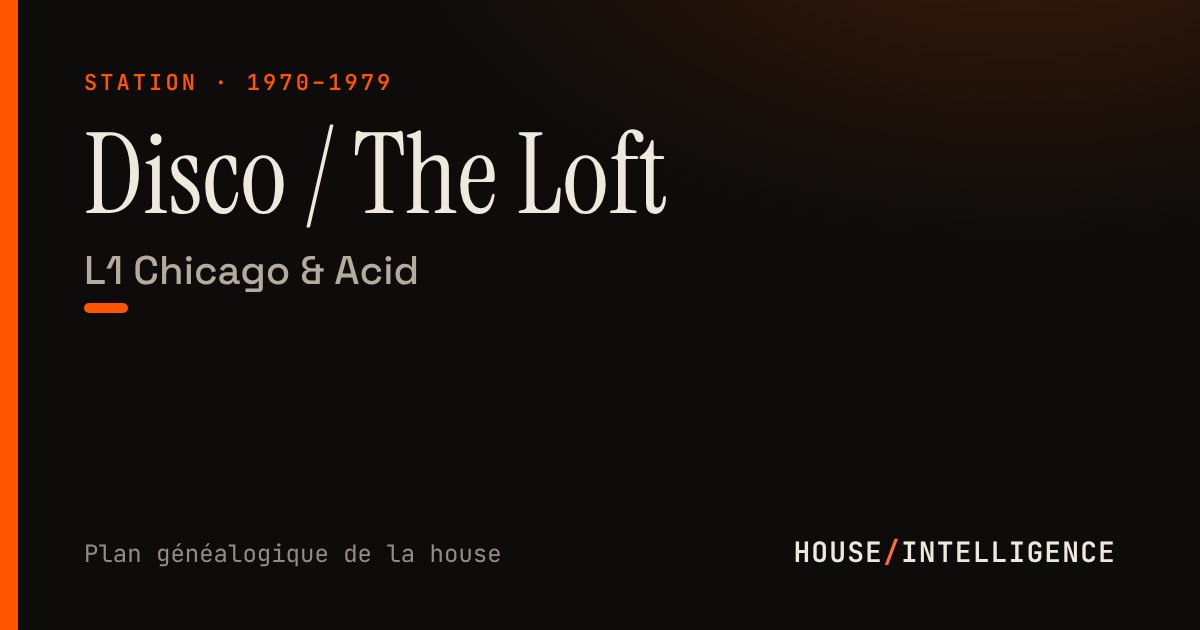 STATION · 1970–1979
Disco / The Loft
L1 Chicago & Acid
Plan généalogique de la house
HOUSE/INTELLIGENCE